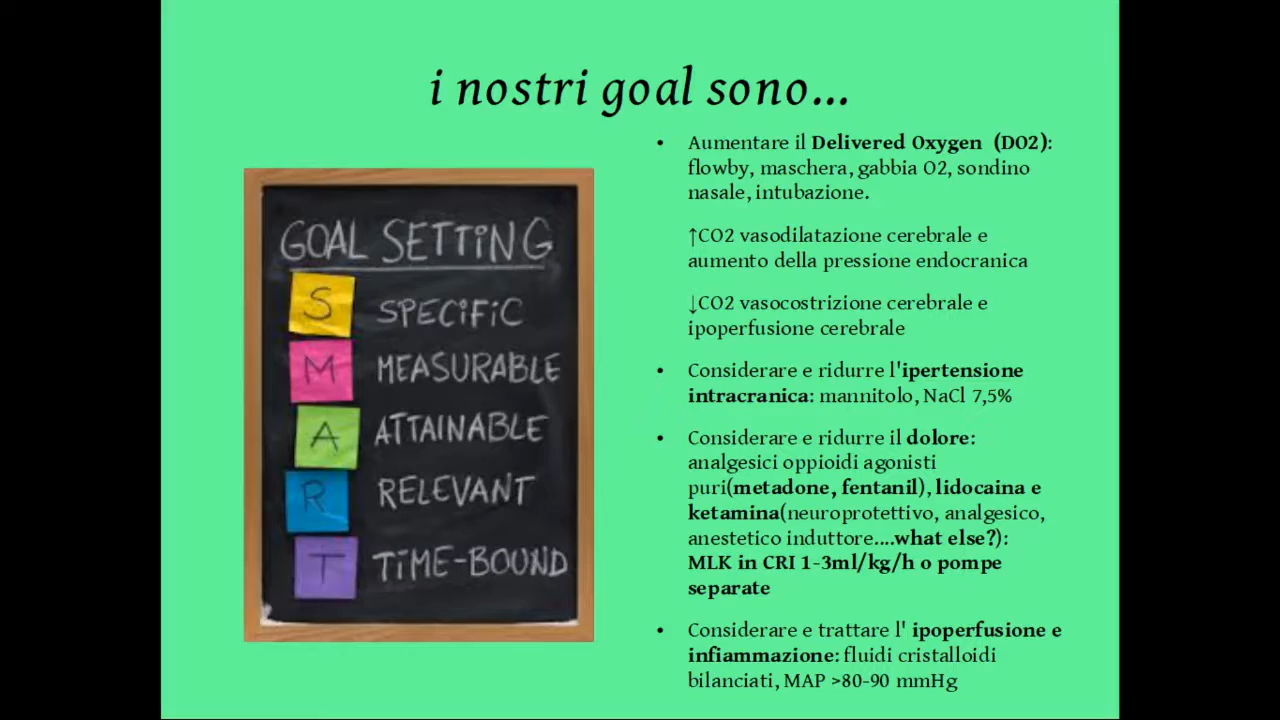 i nostri goal sono...
GOAL SETTING
S SPECIFIC
M MEASURABLE
A ATTAINABLE
R RELEVANT
T TIME-BOUND
• Aumentare il Delivered Oxygen (DO2):
flowby, maschera, gabbia O2, sondino
nasale, intubazione.
↑CO2 vasodilatazione cerebrale e
aumento della pressione endocranica
↓CO2 vasocostrizione cerebrale e
ipoperfusione cerebrale
• Considerare e ridurre l'ipertensione
intracranica: mannitolo, NaCl 7,5%
• Considerare e ridurre il dolore:
analgesici oppioidi agonisti
puri(metadone, fentanil), lidocaina e
ketamina(neuroprotettivo, analgesico,
anestetico induttore....what else?):
MLK in CRI 1-3ml/kg/h o pompe
separate
• Considerare e trattare l' ipoperfusione e
infiammazione: fluidi cristalloidi
bilanciati, MAP >80-90 mmHg